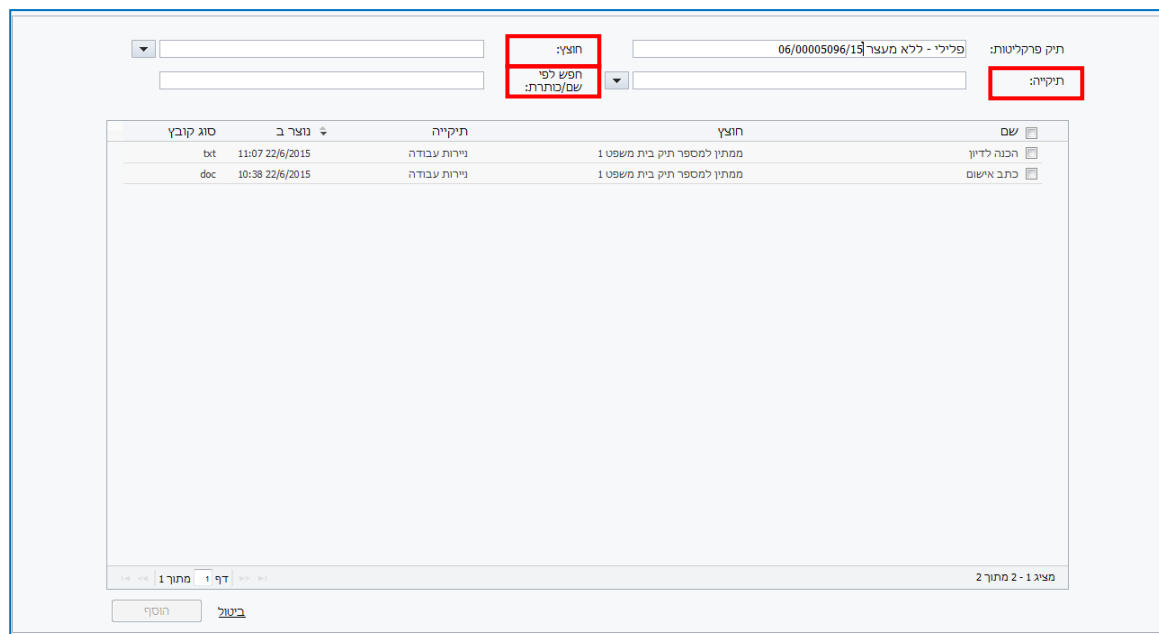 תיק פרקליטות: פלילי - ללא מעצר 06/00005096/15 חוצץ:
תיקייה: חפש לפי שם/כותרת:
שם חוצץ תיקייה נוצר ב סוג קובץ
הכנה לדיון ממתין למספר תיק בית משפט 1 ניירות עבודה 22/6/2015 11:07 txt
כתב אישום ממתין למספר תיק בית משפט 1 ניירות עבודה 22/6/2015 10:38 doc
מציג 1 - 2 מתוך 2 דף 1 מתוך 1
ביטול הוסף